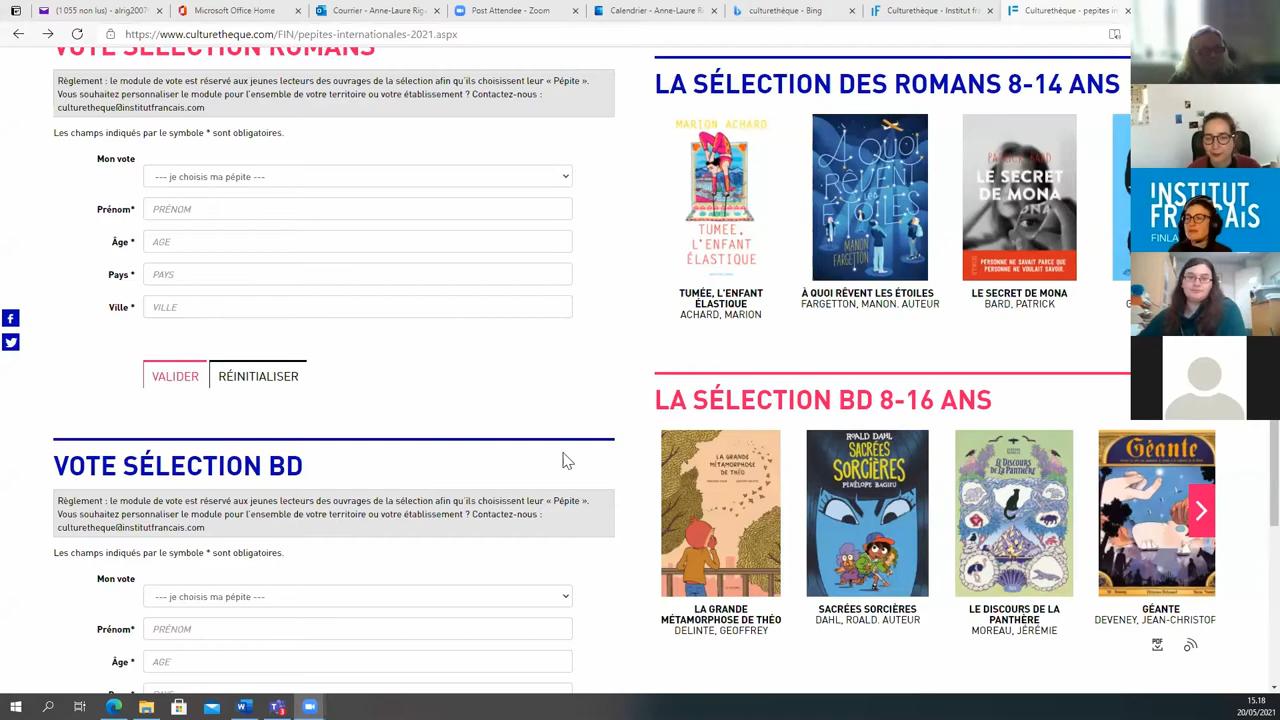 (1 055 non lus) - alrig2007
Microsoft Office Home
Courrier - Anne-Laure Rig
Post Attendee - Zoom
Calendrier - Anne-Laure R
culturethèque - Bing
Culturethèque - Institut fr
Culturethèque - pepites in
https://www.culturetheque.com/FIN/pepites-internationales-2021.aspx
VOTE SÉLECTION ROMANS
Règlement : le module de vote est réservé aux jeunes lecteurs des ouvrages de la sélection afin qu'ils choisissent leur « Pépite ».
Vous souhaitez personnaliser le module pour l'ensemble de votre territoire ou votre établissement ? Contactez-nous :
culturetheque@institutfrancais.com
Les champs indiqués par le symbole * sont obligatoires.
Mon vote
--- je choisis ma pépite ---
Prénom* PRÉNOM
Âge * AGE
Pays * PAYS
Ville * VILLE
VALIDER
RÉINITIALISER
VOTE SÉLECTION BD
Règlement : le module de vote est réservé aux jeunes lecteurs des ouvrages de la sélection afin qu'ils choisissent leur « Pépite ».
Vous souhaitez personnaliser le module pour l'ensemble de votre territoire ou votre établissement ? Contactez-nous :
culturetheque@institutfrancais.com
Les champs indiqués par le symbole * sont obligatoires.
Mon vote
--- je choisis ma pépite ---
Prénom* PRÉNOM
Âge * AGE
LA SÉLECTION DES ROMANS 8-14 ANS
MARION ACHARD
TUMÉE,
L'ENFANT
ÉLASTIQUE
À QUOI
RÊVENT
LES
ÉTOILES
MANON
FARGETTON
PATRICK BARD
LE SECRET
DE MONA
PERSONNE NE SAVAIT PARCE QUE
PERSONNE NE VOULAIT SAVOIR.
TUMÉE, L'ENFANT
ÉLASTIQUE
ACHARD, MARION
À QUOI RÊVENT LES ÉTOILES
FARGETTON, MANON. AUTEUR
LE SECRET DE MONA
BARD, PATRICK
LA SÉLECTION BD 8-16 ANS
LA GRANDE
MÉTAMORPHOSE DE THÉO
ROALD DAHL
SACRÉES
SORCIÈRES
PÉNÉLOPE BAGIEU
LE DISCOURS
DE LA PANTHÈRE
Géante
LA GRANDE
MÉTAMORPHOSE DE THÉO
DELINTE, GEOFFREY
SACRÉES SORCIÈRES
DAHL, ROALD. AUTEUR
LE DISCOURS DE LA
PANTHÈRE
MOREAU, JÉRÉMIE
GÉANTE
DEVENEY, JEAN-CHRISTOF
PDF
INSTITUT
FRANÇAIS
FINLA
15.18
20/05/2021